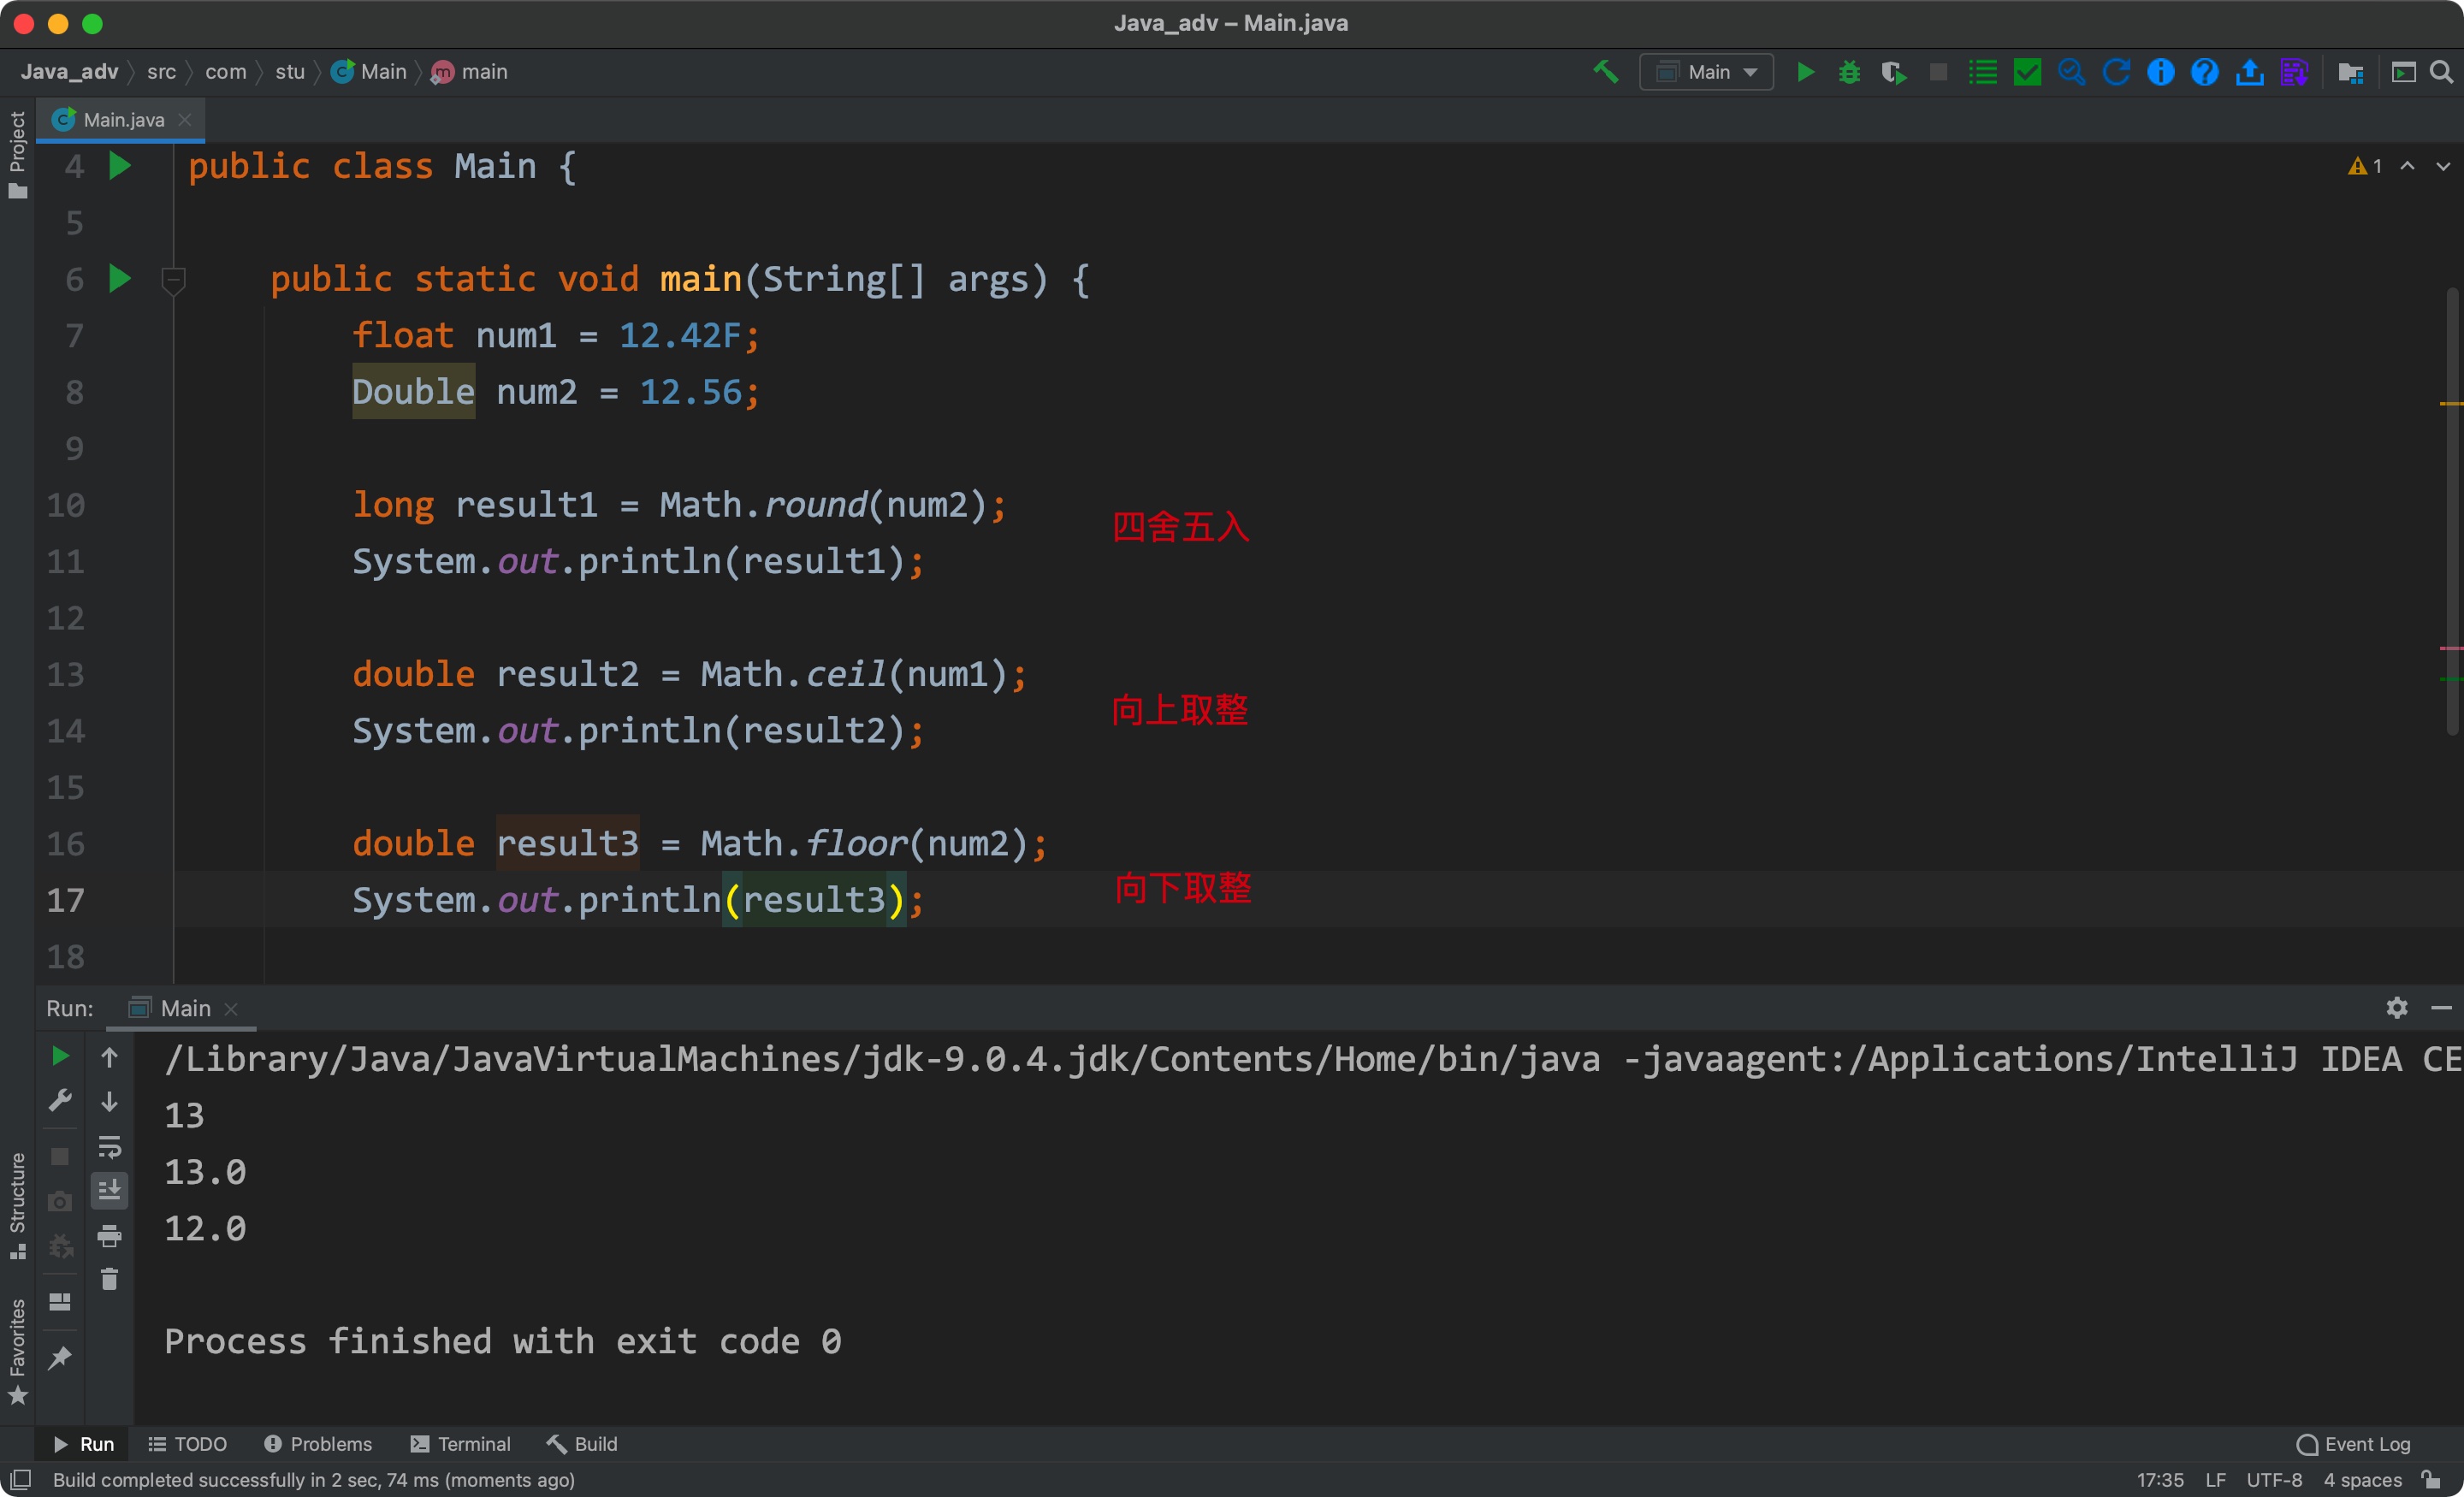 Java_adv – Main.java
Java_adv src com stu Main main
Main
Project
Main.java
4 public class Main {
1
5
6 public static void main(String[] args) {
7 float num1 = 12.42F;
8 Double num2 = 12.56;
9
10 long result1 = Math.round(num2);
四舍五入
11 System.out.println(result1);
12
13 double result2 = Math.ceil(num1);
向上取整
14 System.out.println(result2);
15
16 double result3 = Math.floor(num2);
向下取整
17 System.out.println(result3);
18
Run: Main
/Library/Java/JavaVirtualMachines/jdk-9.0.4.jdk/Contents/Home/bin/java -javaagent:/Applications/IntelliJ IDEA CE
13
13.0
12.0
Process finished with exit code 0
Structure
Favorites
Run TODO Problems Terminal Build Event Log
Build completed successfully in 2 sec, 74 ms (moments ago) 17:35 LF UTF-8 4 spaces